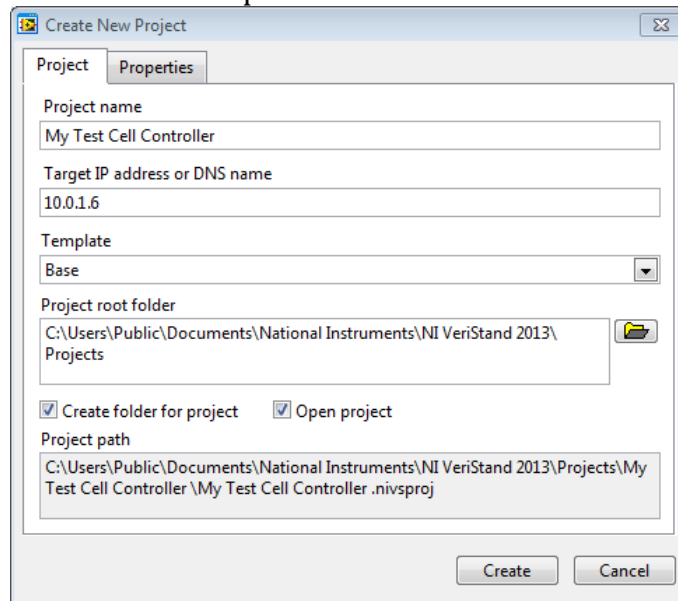 Create New Project
Project
Properties
Project name
My Test Cell Controller
Target IP address or DNS name
10.0.1.6
Template
Base
Project root folder
C:\Users\Public\Documents\National Instruments\NI VeriStand 2013\
Projects
Create folder for project
Open project
Project path
C:\Users\Public\Documents\National Instruments\NI VeriStand 2013\Projects\My
Test Cell Controller \My Test Cell Controller .nivsproj
Create
Cancel